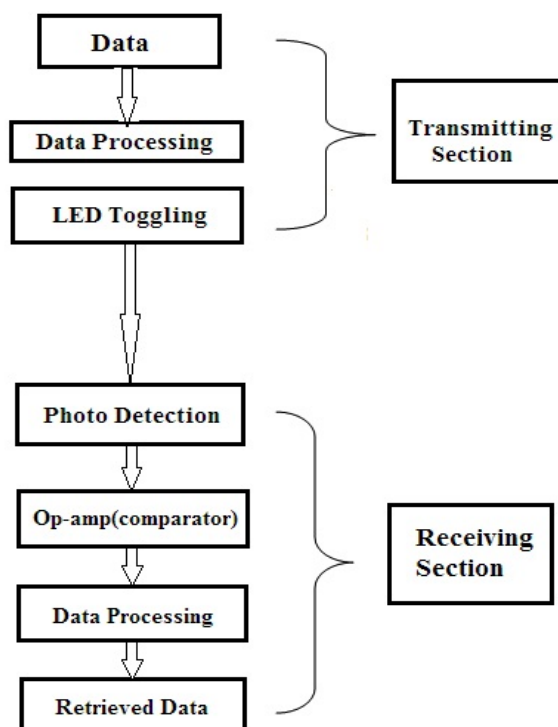 Data
Data Processing
LED Toggling
Transmitting
Section
Photo Detection
Op-amp(comparator)
Data Processing
Retrieved Data
Receiving
Section